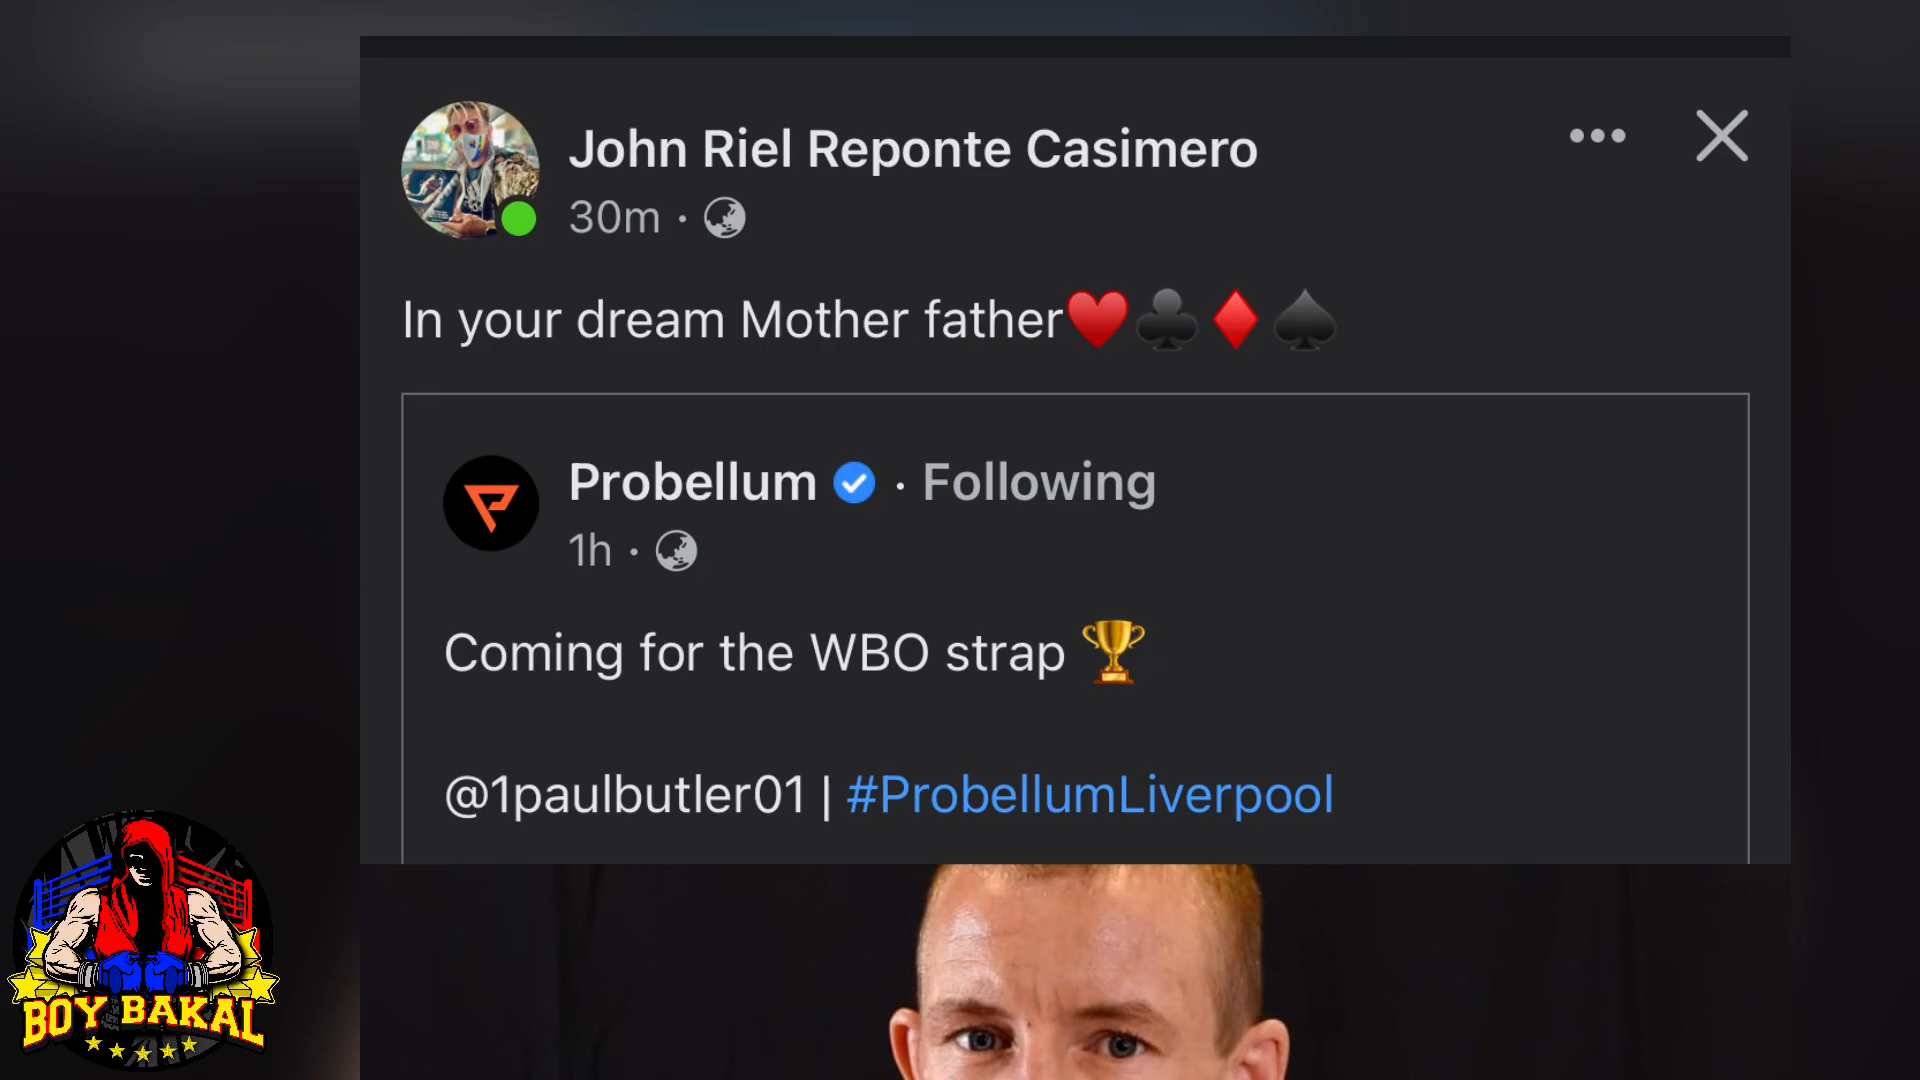 John Riel Reponte Casimero
30m ·
In your dream Mother father♥️♣️♦️♠️
Probellum · Following
1h ·
Coming for the WBO strap 🏆
@1paulbutler01 | #ProbellumLiverpool
BOY BAKAL